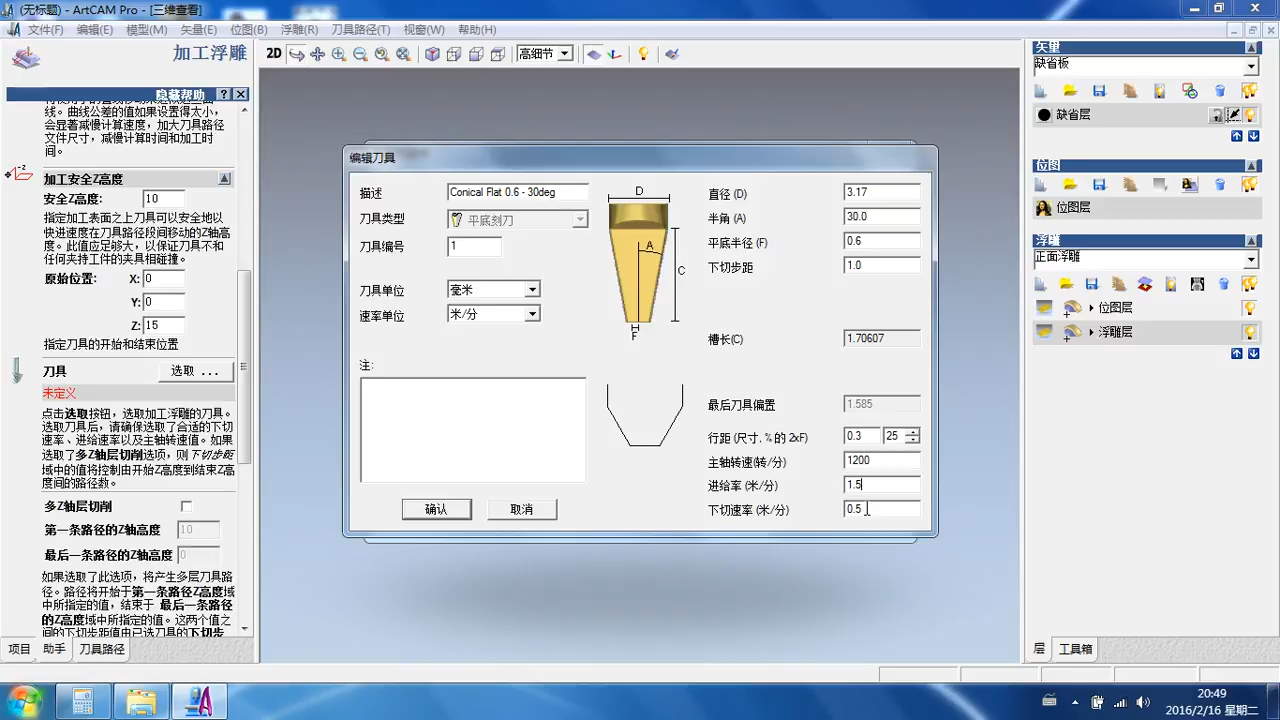 (无标题) - ArtCAM Pro - [三维查看]
文件(F) 编辑(E) 模型(M) 矢量(E) 位图(B) 浮雕(R) 刀具路径(T) 视窗(W) 帮助(H)
加工浮雕
2D
高细节
隐藏帮助 ?
线。曲线公差的值如果设置得太小,
会显著减慢计算速度,加大刀具路径
文件尺寸,减慢计算时间和加工时
间。
加工安全Z高度
安全Z高度: 10
指定加工表面之上刀具可以安全地以
快进速度在刀具路径段间移动的Z轴高
度。此值应足够大,以保证刀具不和
任何夹持工件的夹具相碰撞。
原始位置: X: 0
Y: 0
Z: 15
指定刀具的开始和结束位置
刀具 选取 ...
未定义
点击选取按钮,选取加工浮雕的刀具。
选取刀具后,请确保选取了合适的下切
速率、进给速率以及主轴转速值。如果
选取了多Z轴层切削选项,则 下切步距
域中的值将控制由开始Z高度到结束Z高
度间的路径数。
多Z轴层切削
第一条路径的Z轴高度 10
最后一条路径的Z轴高度 0
如果选取了此选项,将产生多层刀具路
径。路径将开始于第一条路径Z高度域
中所指定的值,结束于 最后一条路径
的Z高度域中所指定的值。这两个值之
间的下切步距值由已选刀具的下切步
项目 助手 刀具路径
编辑刀具
描述 Conical Flat 0.6 - 30deg
刀具类型 平底刻刀
刀具编号 1
刀具单位 毫米
速率单位 米/分
注:
确认 取消
D
A
C
F
直径 (D) 3.17
半角 (A) 30.0
平底半径 (F) 0.6
下切步距 1.0
槽长(C) 1.70607
最后刀具偏置 1.585
行距 (尺寸, % 的 2xF) 0.3 25
主轴转速(转/分) 1200
进给率 (米/分) 1.5
下切速率 (米/分) 0.5
矢量
缺省板
缺省层
位图
位图层
浮雕
正面浮雕
位图层
浮雕层
层 工具箱
20:49
2016/2/16 星期二